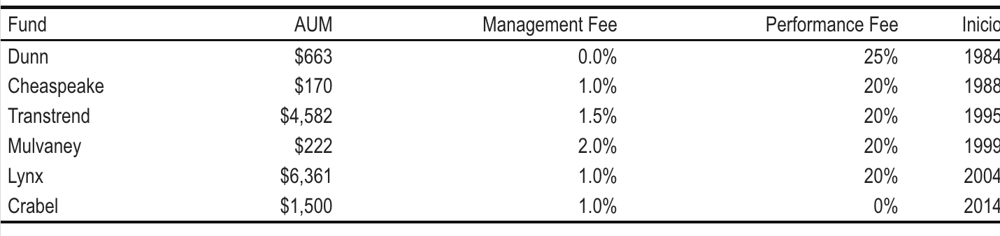 Fund AUM Management Fee Performance Fee Inicio
Dunn $663 0.0% 25% 1984
Cheaspeake $170 1.0% 20% 1988
Transtrend $4,582 1.5% 20% 1995
Mulvaney $222 2.0% 20% 1999
Lynx $6,361 1.0% 20% 2004
Crabel $1,500 1.0% 0% 2014